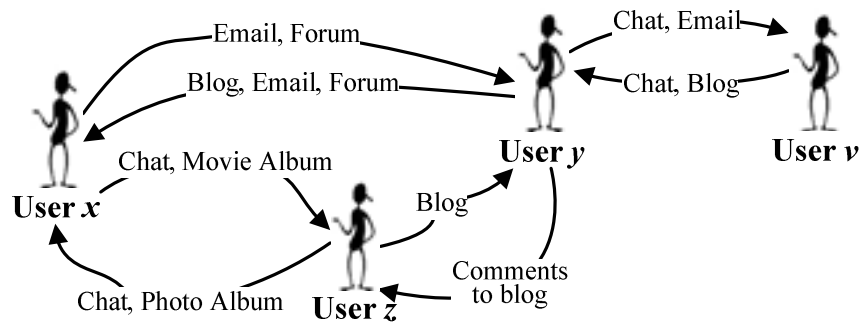 Email, Forum
Chat, Email
Blog, Email, Forum
Chat, Blog
User y
User v
Chat, Movie Album
User x
Blog
Comments
to blog
Chat, Photo Album
User z